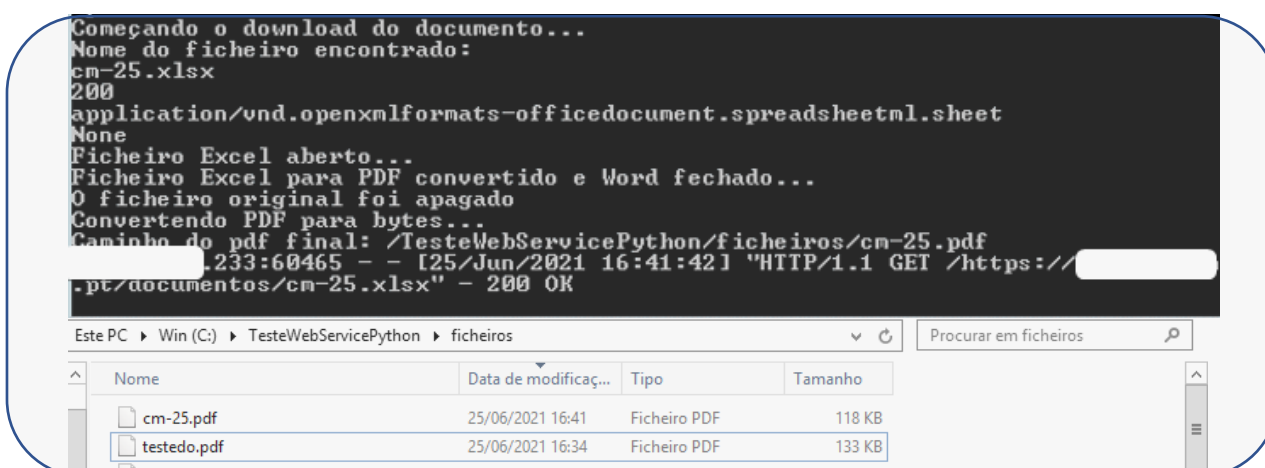 Começando o download do documento...
Nome do ficheiro encontrado:
cm-25.xlsx
200
application/vnd.openxmlformats-officedocument.spreadsheetml.sheet
None
Ficheiro Excel aberto...
Ficheiro Excel para PDF convertido e Word fechado...
O ficheiro original foi apagado
Convertendo PDF para bytes...
Caminho do pdf final: /TesteWebServicePython/ficheiros/cm-25.pdf
.233:60465 - - [25/Jun/2021 16:41:42] "HTTP/1.1 GET /https://
.pt/documentos/cm-25.xlsx" - 200 OK
Este PC Win (C:) TesteWebServicePython ficheiros Procurar em ficheiros
Nome Data de modificaç... Tipo Tamanho
cm-25.pdf 25/06/2021 16:41 Ficheiro PDF 118 KB
testedo.pdf 25/06/2021 16:34 Ficheiro PDF 133 KB